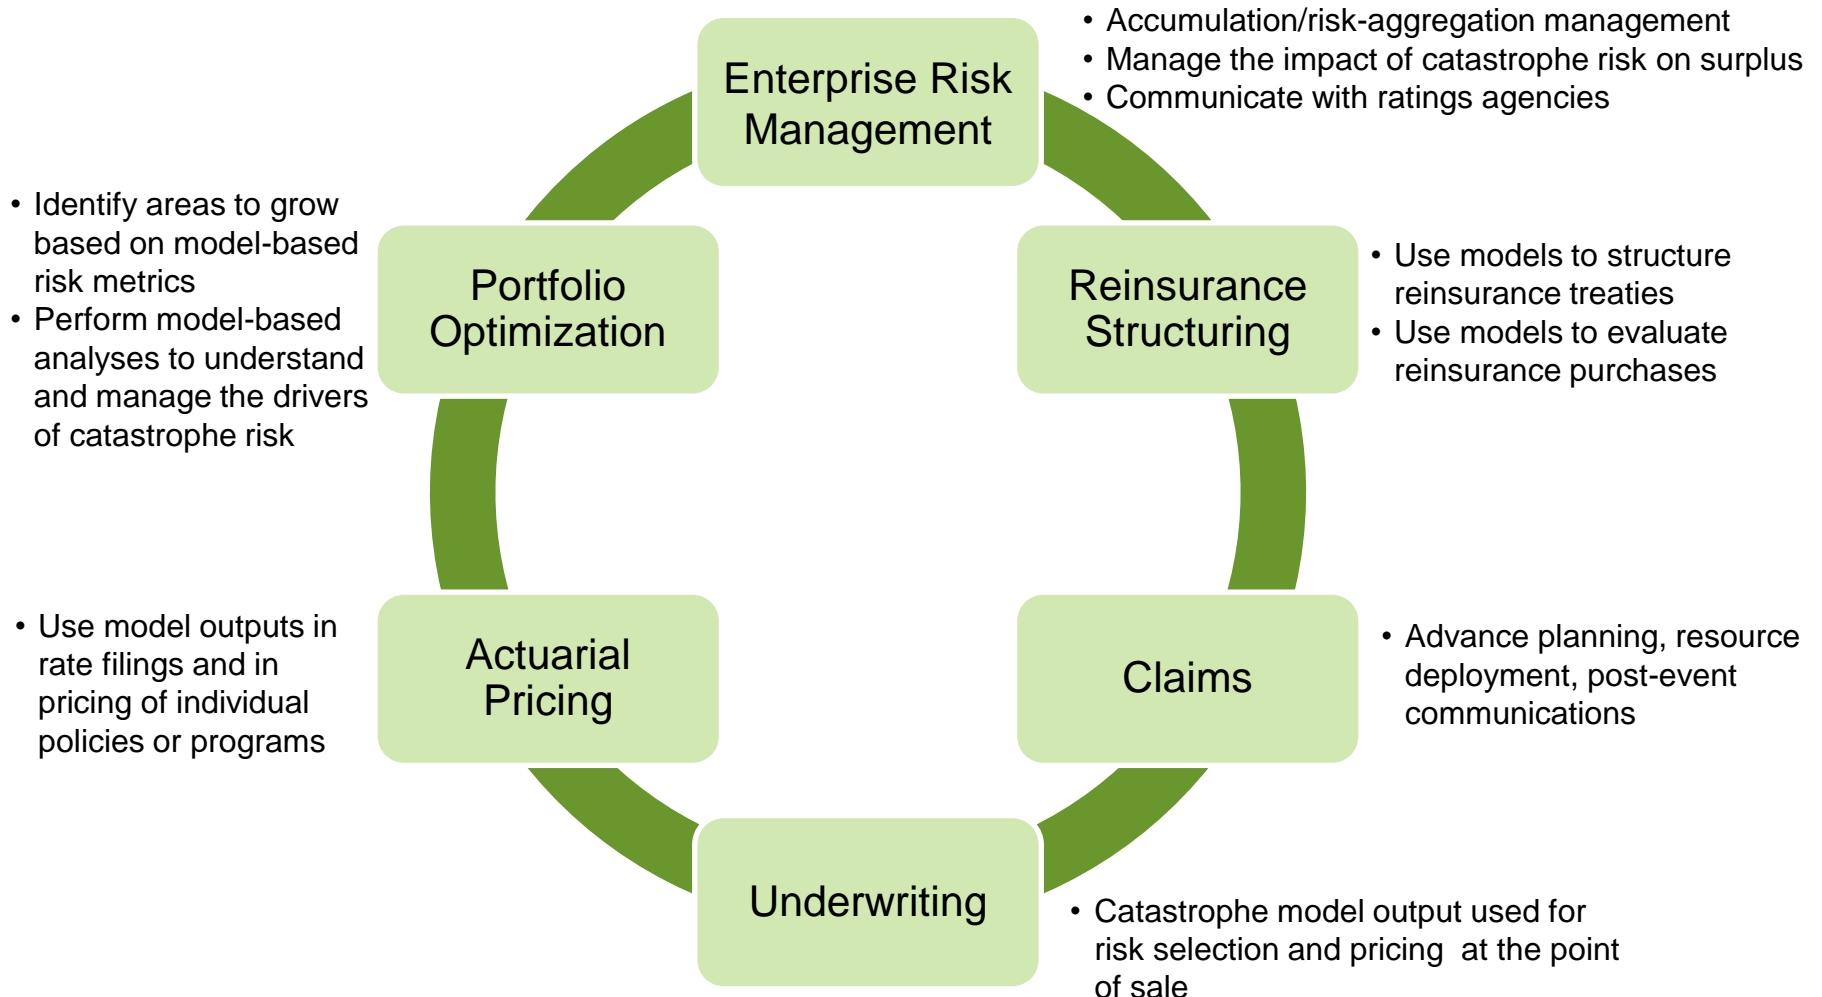 Enterprise Risk
Management
• Accumulation/risk-aggregation management
• Manage the impact of catastrophe risk on surplus
• Communicate with ratings agencies
Reinsurance
Structuring
• Use models to structure
reinsurance treaties
• Use models to evaluate
reinsurance purchases
Claims
• Advance planning, resource
deployment, post-event
communications
Underwriting
• Catastrophe model output used for
risk selection and pricing  at the point
of sale
Actuarial
Pricing
• Use model outputs in
rate filings and in
pricing of individual
policies or programs
Portfolio
Optimization
• Identify areas to grow
based on model-based
risk metrics
• Perform model-based
analyses to understand
and manage the drivers
of catastrophe risk